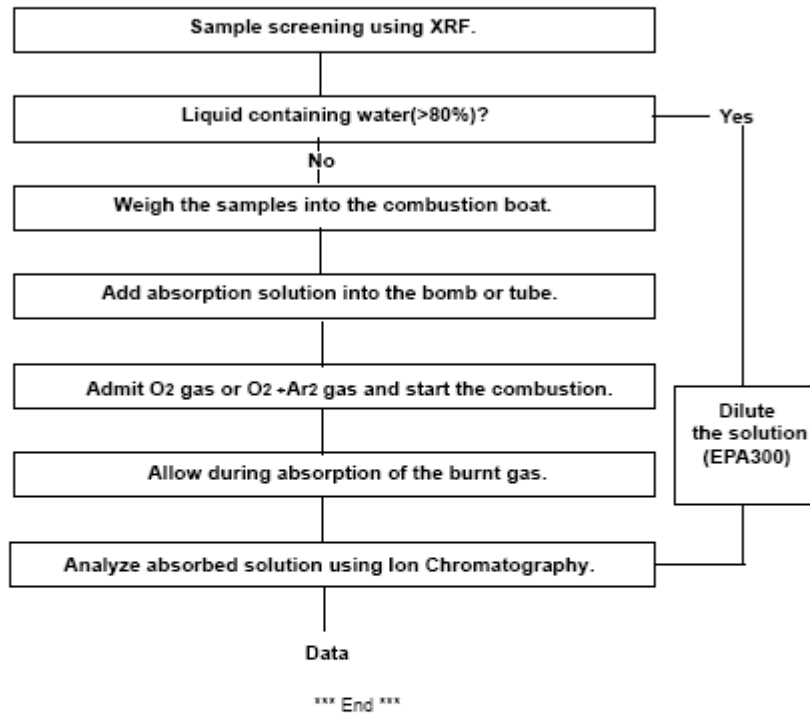 Sample screening using XRF.
Liquid containing water(>80%)?
Yes
No
Weigh the samples into the combustion boat.
Add absorption solution into the bomb or tube.
Admit O2 gas or O2 +Ar2 gas and start the combustion.
Dilute
the solution
(EPA300)
Allow during absorption of the burnt gas.
Analyze absorbed solution using Ion Chromatography.
Data
*** End ***